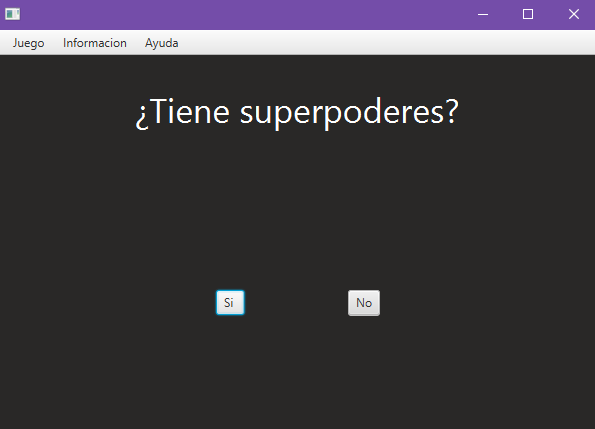 Juego Informacion Ayuda
¿Tiene superpoderes?
Si No